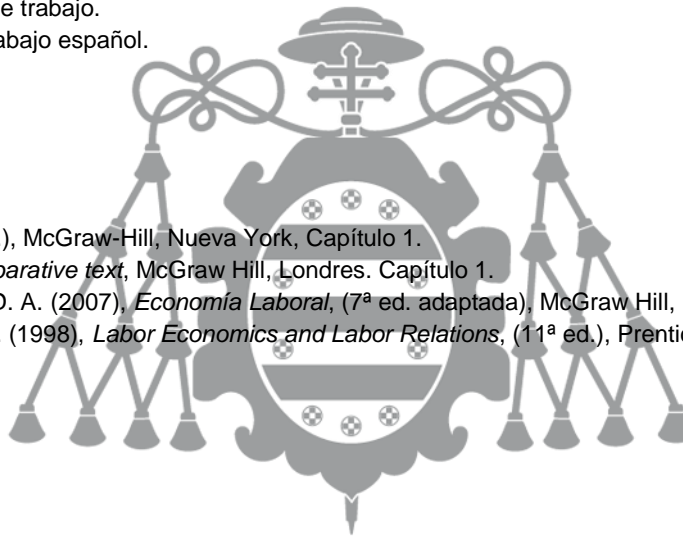 e trabajo.
abajo español.
.), McGraw-Hill, Nueva York, Capítulo 1.
parative text, McGraw Hill, Londres. Capítulo 1.
D. A. (2007), Economía Laboral, (7ª ed. adaptada), McGraw Hill,
. (1998), Labor Economics and Labor Relations, (11ª ed.), Prentic